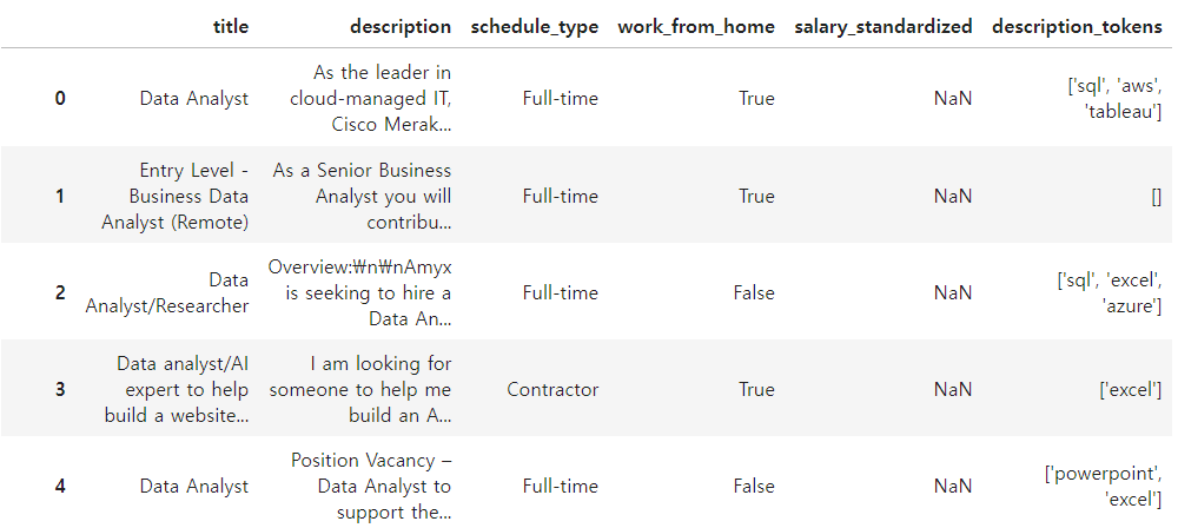 title description schedule_type work_from_home salary_standardized description_tokens
As the leader in
0 Data Analyst cloud-managed IT, Full-time True NaN ['sql', 'aws',
Cisco Merak... 'tableau']
Entry Level - As a Senior Business
1 Business Data Analyst you will Full-time True NaN []
Analyst (Remote) contribu...
Overview:₩n₩nAmyx
2 Data is seeking to hire a Full-time False NaN ['sql', 'excel',
Analyst/Researcher Data An... 'azure']
Data analyst/AI I am looking for
3 expert to help someone to help me Contractor True NaN ['excel']
build a website... build an A...
Position Vacancy –
4 Data Analyst Data Analyst to Full-time False NaN ['powerpoint',
support the... 'excel']